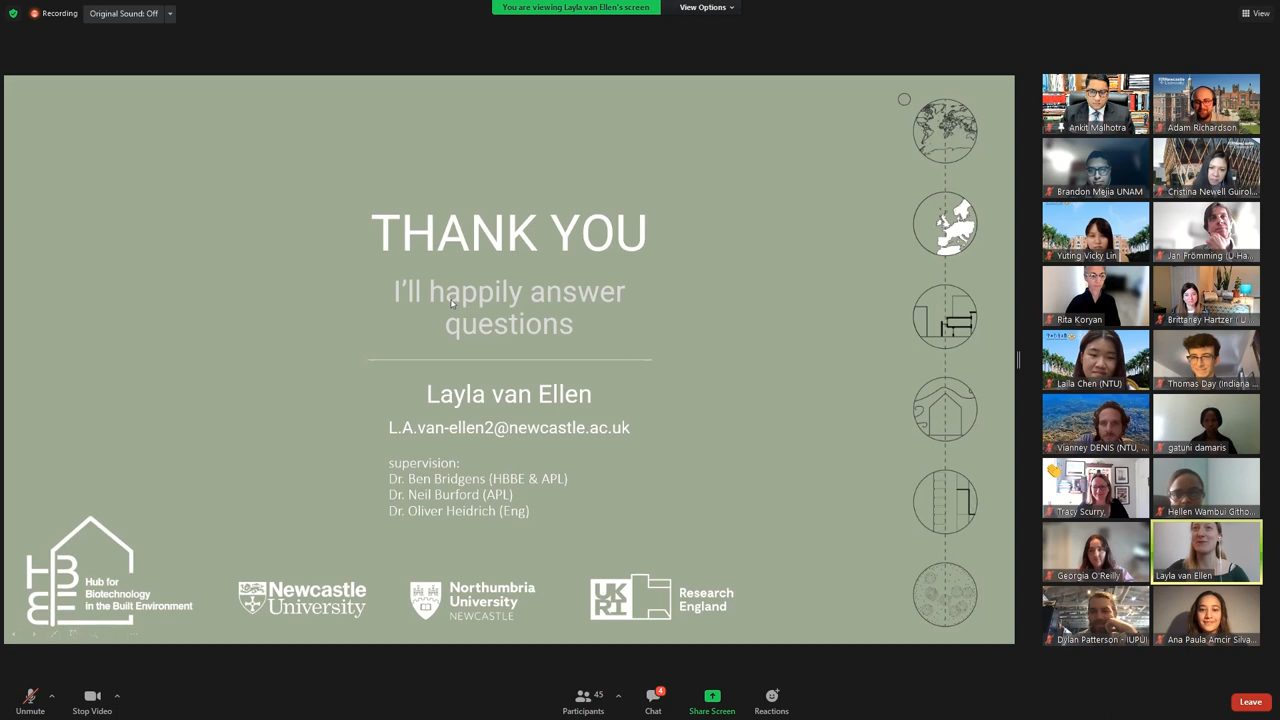 Recording
Original Sound: Off
You are viewing Layla van Ellen's screen
View Options
View
THANK YOU
I'll happily answer
questions
Layla van Ellen
L.A.van-ellen2@newcastle.ac.uk
supervision:
Dr. Ben Bridgens (HBBE & APL)
Dr. Neil Burford (APL)
Dr. Oliver Heidrich (Eng)
HBBE
Hub for
Biotechnology
in the Built Environment
Newcastle
University
Northumbria
University
NEWCASTLE
UK
RI
Research
England
Ankit Malhotra
Newcastle
University
Adam Richardson
Brandon Mejia UNAM
Cristina Newell Guirol...
Yuting Vicky Lin
Jan Frömming (U Ha...
Rita Koryan
Brittaney Hartzer ( U ...
Laila Chen (NTU)
Thomas Day (Indiana ...
Vianney DENIS (NTU, ...
gatuni damaris
Tracy Scurry,
Hellen Wambui Githo...
Georgia O'Reilly
Layla van Ellen
Dylan Patterson - IUPUI
Ana Paula Amcir Silva...
Unmute
Stop Video
45
Participants
4
Chat
Share Screen
Reactions
Leave